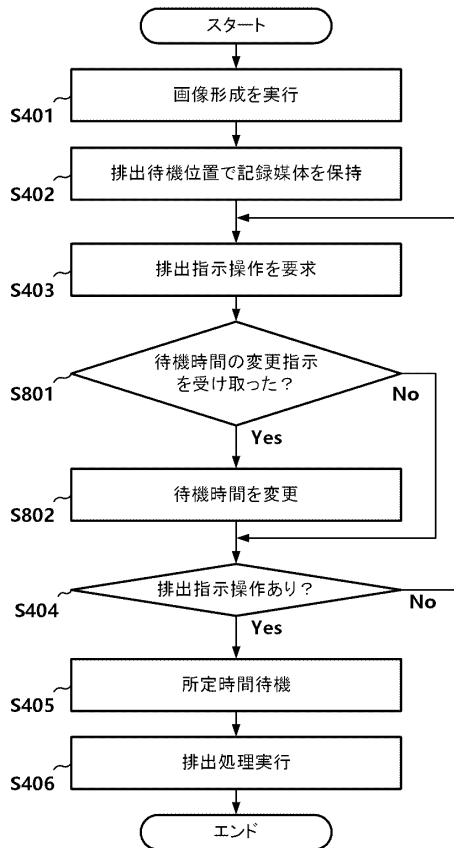 スタート
画像形成を実行
S401
排出待機位置で記録媒体を保持
S402
排出指示操作を要求
S403
待機時間の変更指示
を受け取った？
S801
No
Yes
待機時間を変更
S802
排出指示操作あり？
S404
No
Yes
所定時間待機
S405
排出処理実行
S406
エンド